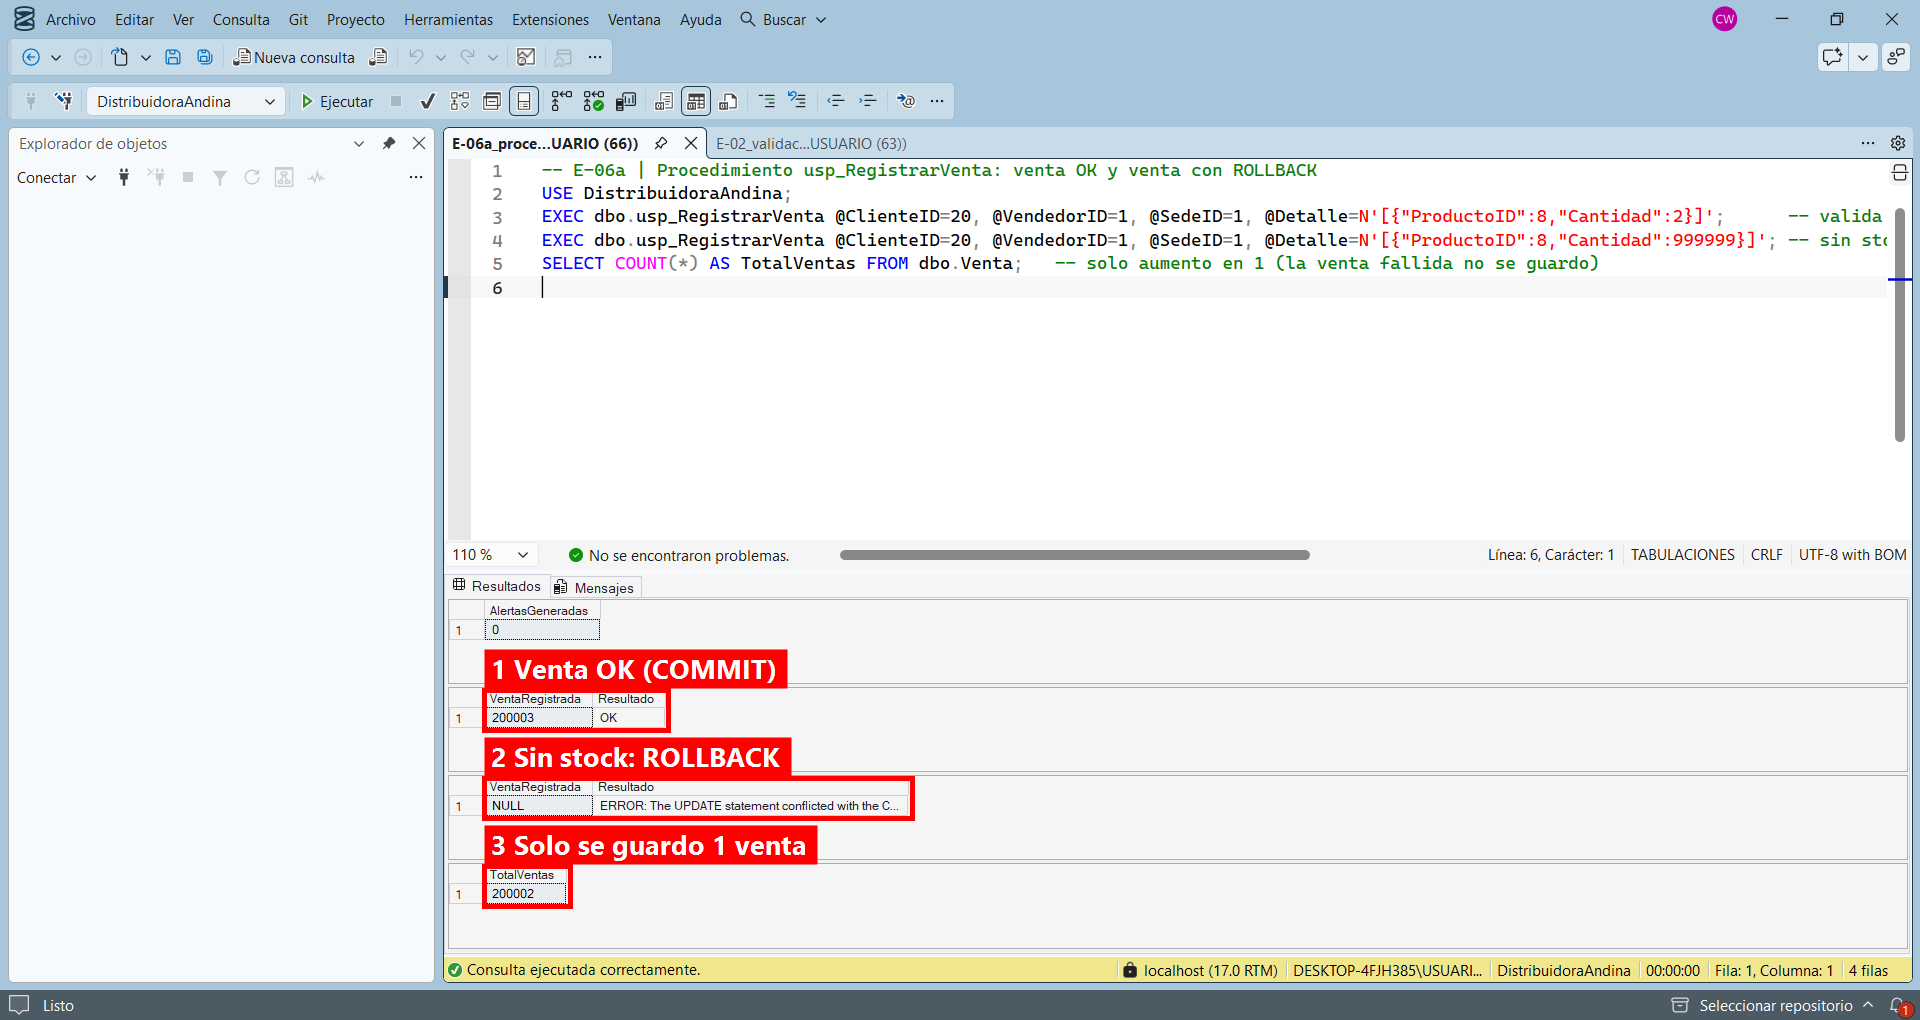 Archivo Editar Ver Consulta Git Proyecto Herramientas Extensiones Ventana Ayuda Buscar CW
Nueva consulta
DistribuidoraAndina Ejecutar
Explorador de objetos
Conectar
E-06a_proce...UARIO (66)) E-02_validac...USUARIO (63))
1 -- E-06a | Procedimiento usp_RegistrarVenta: venta OK y venta con ROLLBACK
2 USE DistribuidoraAndina;
3 EXEC dbo.usp_RegistrarVenta @ClienteID=20, @VendedorID=1, @SedeID=1, @Detalle=N'[{"ProductoID":8,"Cantidad":2}]'; -- valida
4 EXEC dbo.usp_RegistrarVenta @ClienteID=20, @VendedorID=1, @SedeID=1, @Detalle=N'[{"ProductoID":8,"Cantidad":999999}]'; -- sin sto
5 SELECT COUNT(*) AS TotalVentas FROM dbo.Venta; -- solo aumento en 1 (la venta fallida no se guardo)
6
110 % No se encontraron problemas. Línea: 6, Carácter: 1 TABULACIONES CRLF UTF-8 with BOM
Resultados Mensajes
AlertasGeneradas
1 0
1 Venta OK (COMMIT)
VentaRegistrada Resultado
1 200003 OK
2 Sin stock: ROLLBACK
VentaRegistrada Resultado
1 NULL ERROR: The UPDATE statement conflicted with the C...
3 Solo se guardo 1 venta
TotalVentas
1 200002
Consulta ejecutada correctamente. localhost (17.0 RTM) DESKTOP-4FJH385\USUARI... DistribuidoraAndina 00:00:00 Fila: 1, Columna: 1 4 filas
Listo Seleccionar repositorio 1